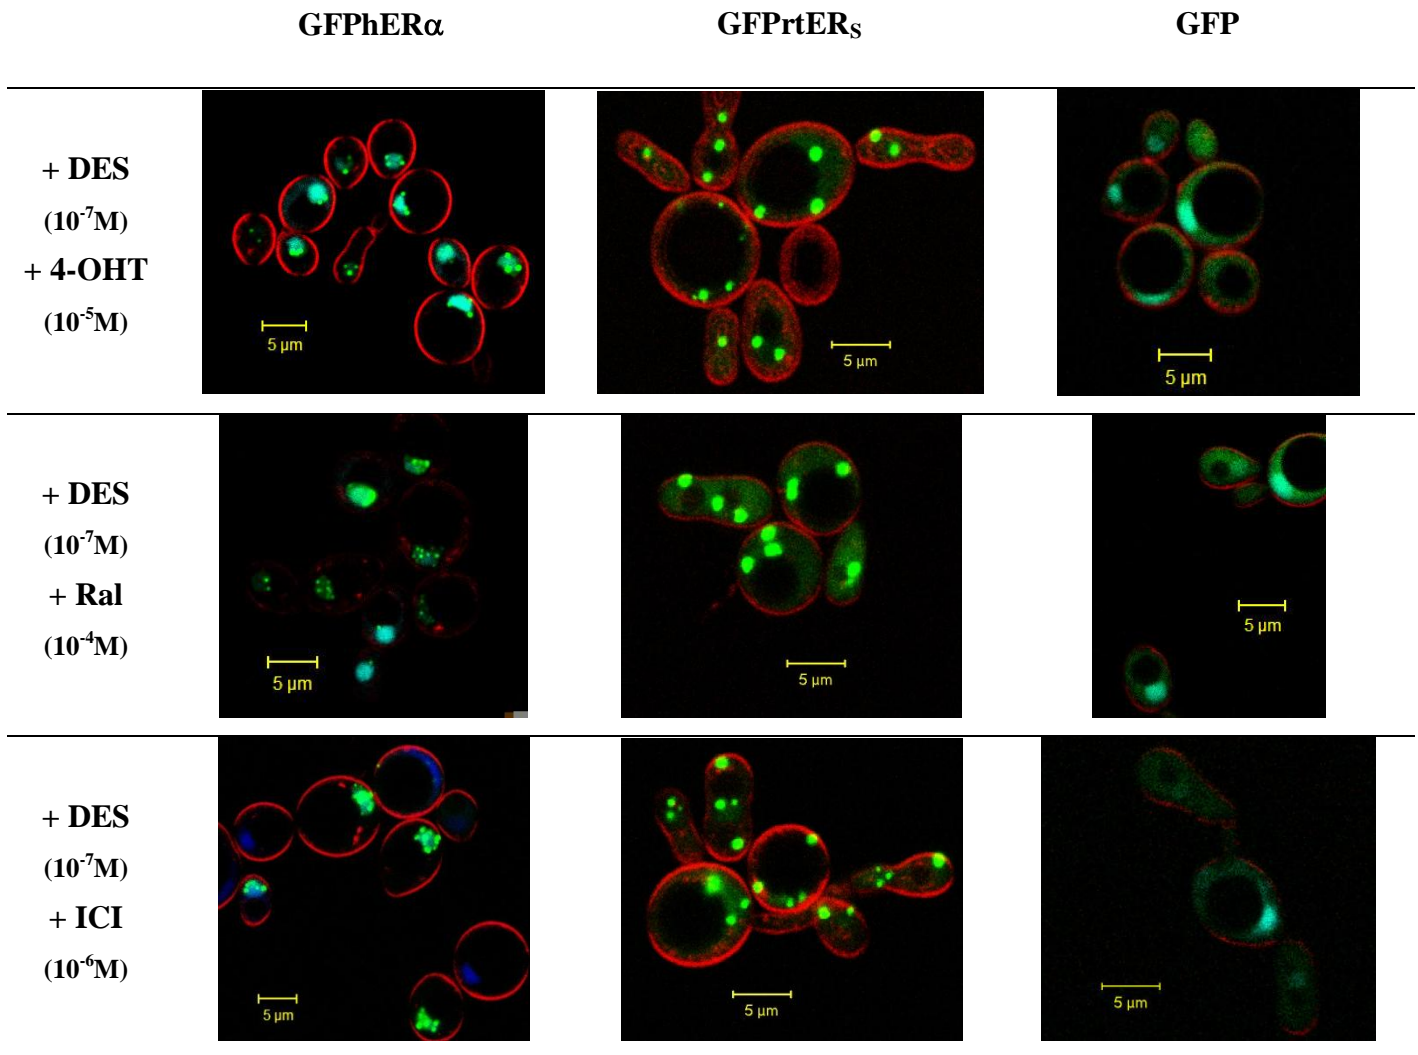 GFPhERα GFPrtERS GFP
+ DES
(10-7M)
+ 4-OHT
(10-5M)
5 µm
5 µm
5 µm
+ DES
(10-7M)
+ Ral
(10-4M)
5 µm
5 µm
5 µm
+ DES
(10-7M)
+ ICI
(10-6M)
5 µm
5 µm
5 µm